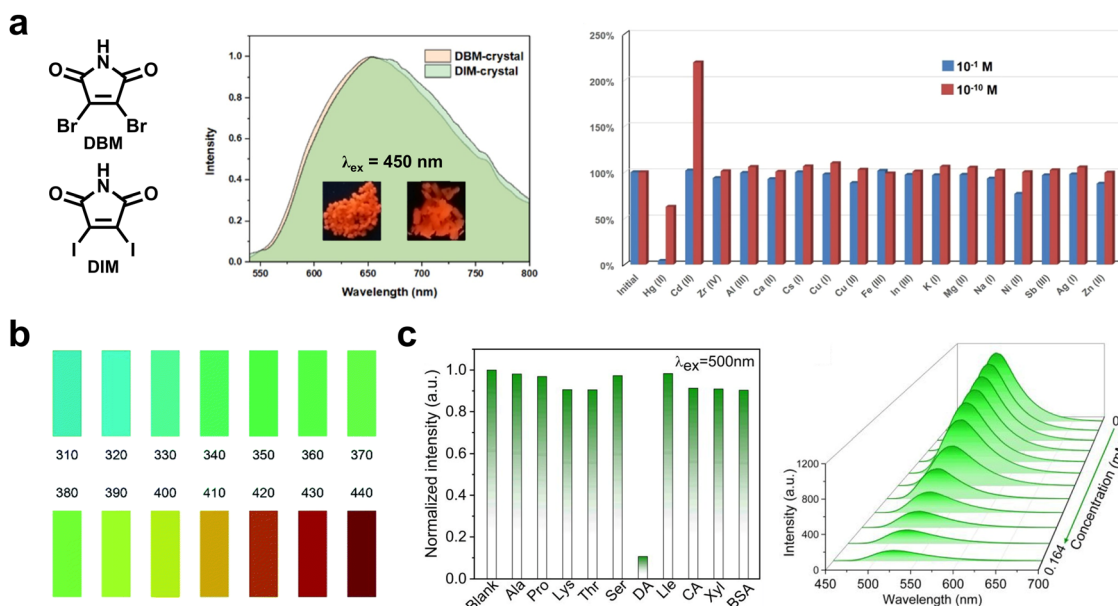 a
NH
O
O
Br
Br
DBM
NH
O
O
I
I
DIM
Intensity
1.0
0.8
0.6
0.4
0.2
0.0
DBM-crystal
DIM-crystal
λex = 450 nm
550
600
650
700
750
800
Wavelength (nm)
250%
200%
150%
100%
50%
0%
10-1 M
10-10 M
Initial
Hg (II)
Cd (II)
Zr (IV)
Al (III)
Ca (II)
Cs (I)
Cu (I)
Cu (II)
Fe (III)
In (III)
K (I)
Mg (II)
Na (I)
Ni (II)
Sb (III)
Ag (I)
Zn (II)
b
310 320 330 340 350 360 370
380 390 400 410 420 430 440
c
Normalized intensity (a.u.)
1.0
0.8
0.6
0.4
0.2
0.0
λex=500nm
Blank
Ala
Pro
Lys
Thr
Ser
DA
Lle
CA
Xyl
BSA
Intensity (a.u.)
1200
800
400
0
450 500 550 600 650 700
Wavelength (nm)
0.164
Concentration